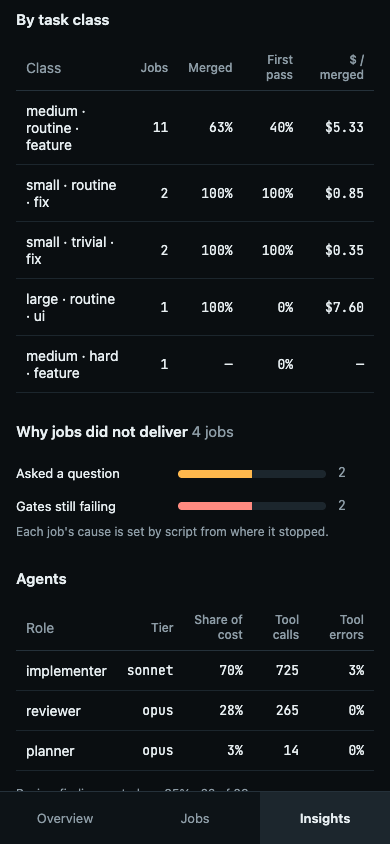 By task class
Class Jobs Merged First pass $ / merged
medium · routine · feature 11 63% 40% $5.33
small · routine · fix 2 100% 100% $0.85
small · trivial · fix 2 100% 100% $0.35
large · routine · ui 1 100% 0% $7.60
medium · hard · feature 1 — 0% —
Why jobs did not deliver 4 jobs
Asked a question 2
Gates still failing 2
Each job's cause is set by script from where it stopped.
Agents
Role Tier Share of cost Tool calls Tool errors
implementer sonnet 70% 725 3%
reviewer opus 28% 265 0%
planner opus 3% 14 0%
Overview Jobs Insights